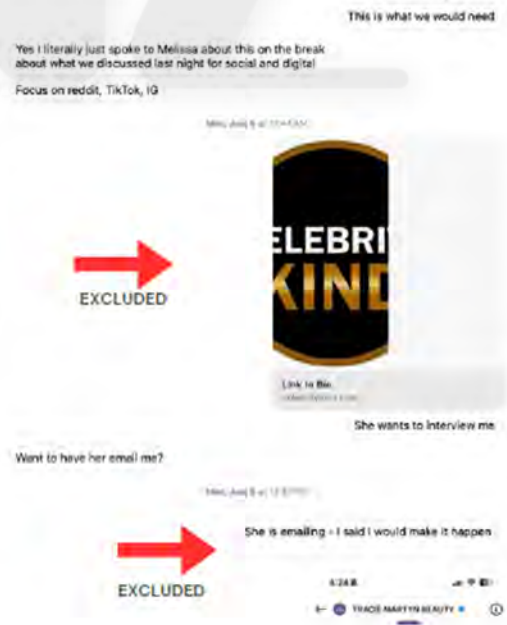 This is what we would need
Yes I literally just spoke to Melissa about this on the break
about what we discussed last night for social and digital
Focus on reddit, TikTok, IG
ELEBRI
KIND
EXCLUDED
Link in Bio
She wants to interview me
Want to have her email me?
She is emailing - I said I would make it happen
EXCLUDED
TRACIE MARTYN BEAUTY